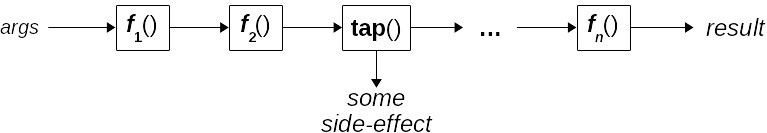 args f1() f2() tap() ... fn() result
some
side-effect